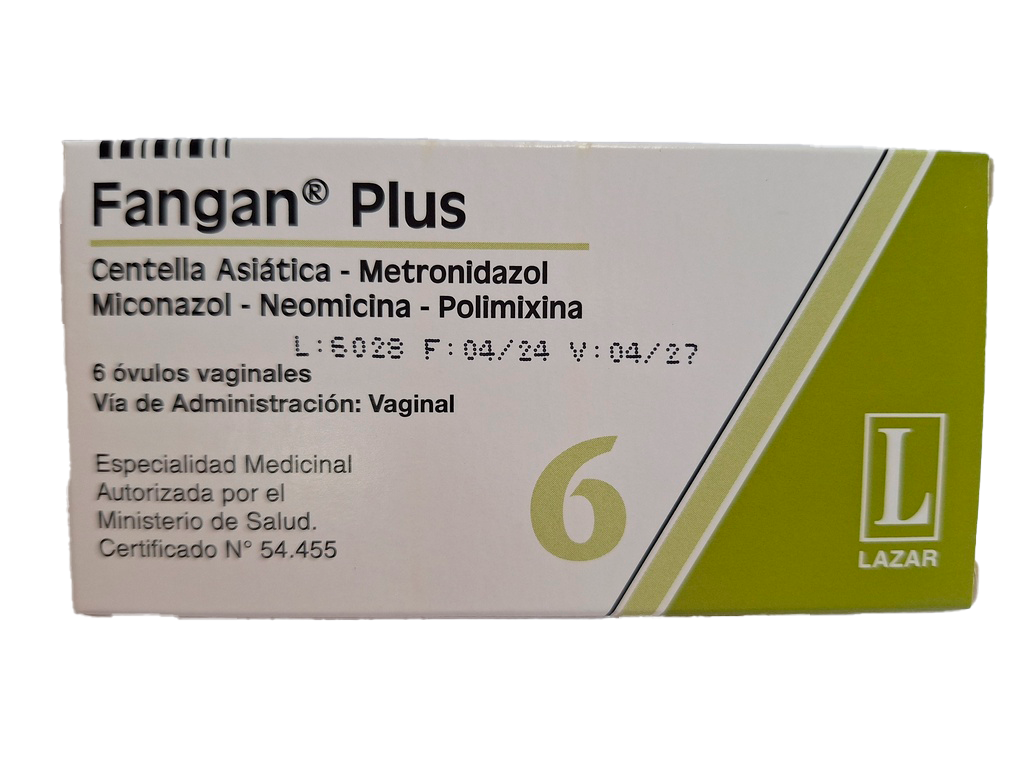 Fangan® Plus
Centella Asiática - Metronidazol
Miconazol - Neomicina - Polimixina
L:6028 F:04/24 V:04/27
6 óvulos vaginales
Vía de Administración: Vaginal
Especialidad Medicinal
Autorizada por el
Ministerio de Salud.
Certificado N° 54.455
6
L
LAZAR